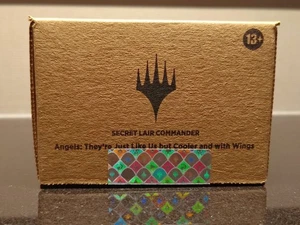 13+
SECRET LAIR COMMANDER
Angels: They're Just Like Us but Cooler and with Wings